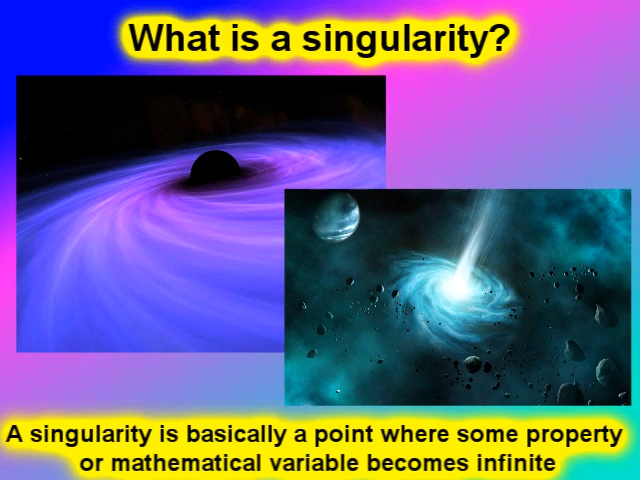 What is a singularity?
A singularity is basically a point where some property
or mathematical variable becomes infinite